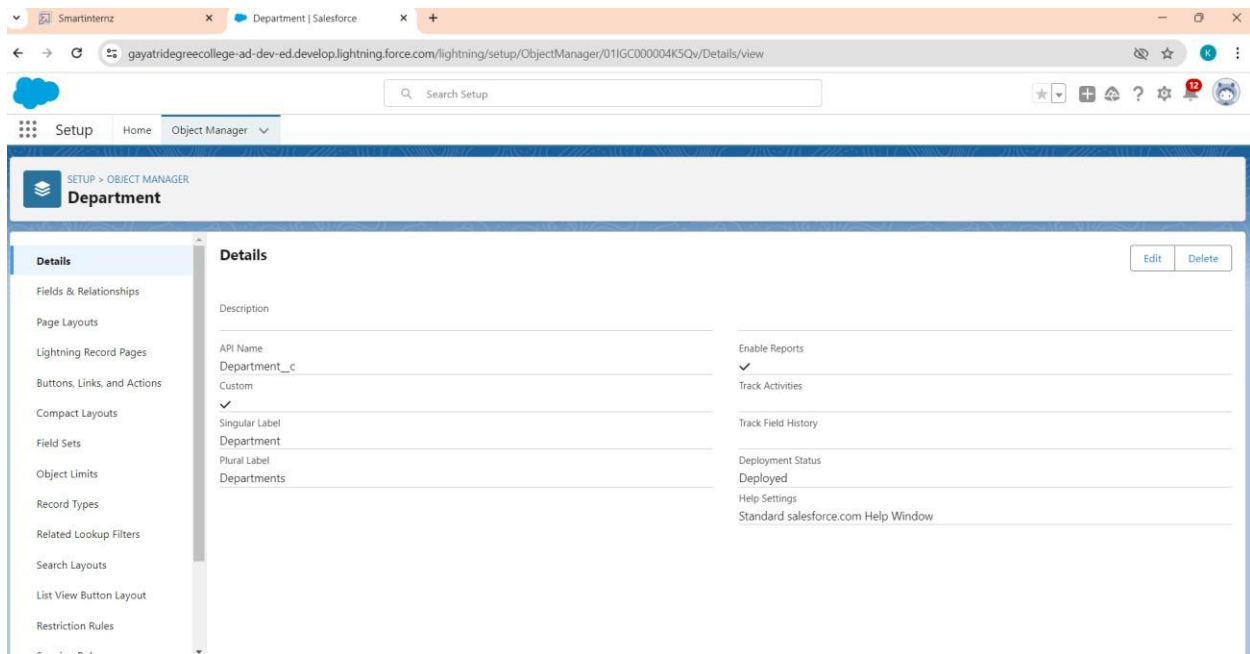 Smartinternz
Department | Salesforce
gayatridegreecollege-ad-dev-ed.develop.lightning.force.com/lightning/setup/ObjectManager/01IGC000004K5Qv/Details/view
K
Search Setup
12
Setup
Home
Object Manager
SETUP > OBJECT MANAGER
Department
Details
Fields & Relationships
Page Layouts
Lightning Record Pages
Buttons, Links, and Actions
Compact Layouts
Field Sets
Object Limits
Record Types
Related Lookup Filters
Search Layouts
List View Button Layout
Restriction Rules
Details
Edit
Delete
Description
API Name
Department__c
Custom
Singular Label
Department
Plural Label
Departments
Enable Reports
Track Activities
Track Field History
Deployment Status
Deployed
Help Settings
Standard salesforce.com Help Window